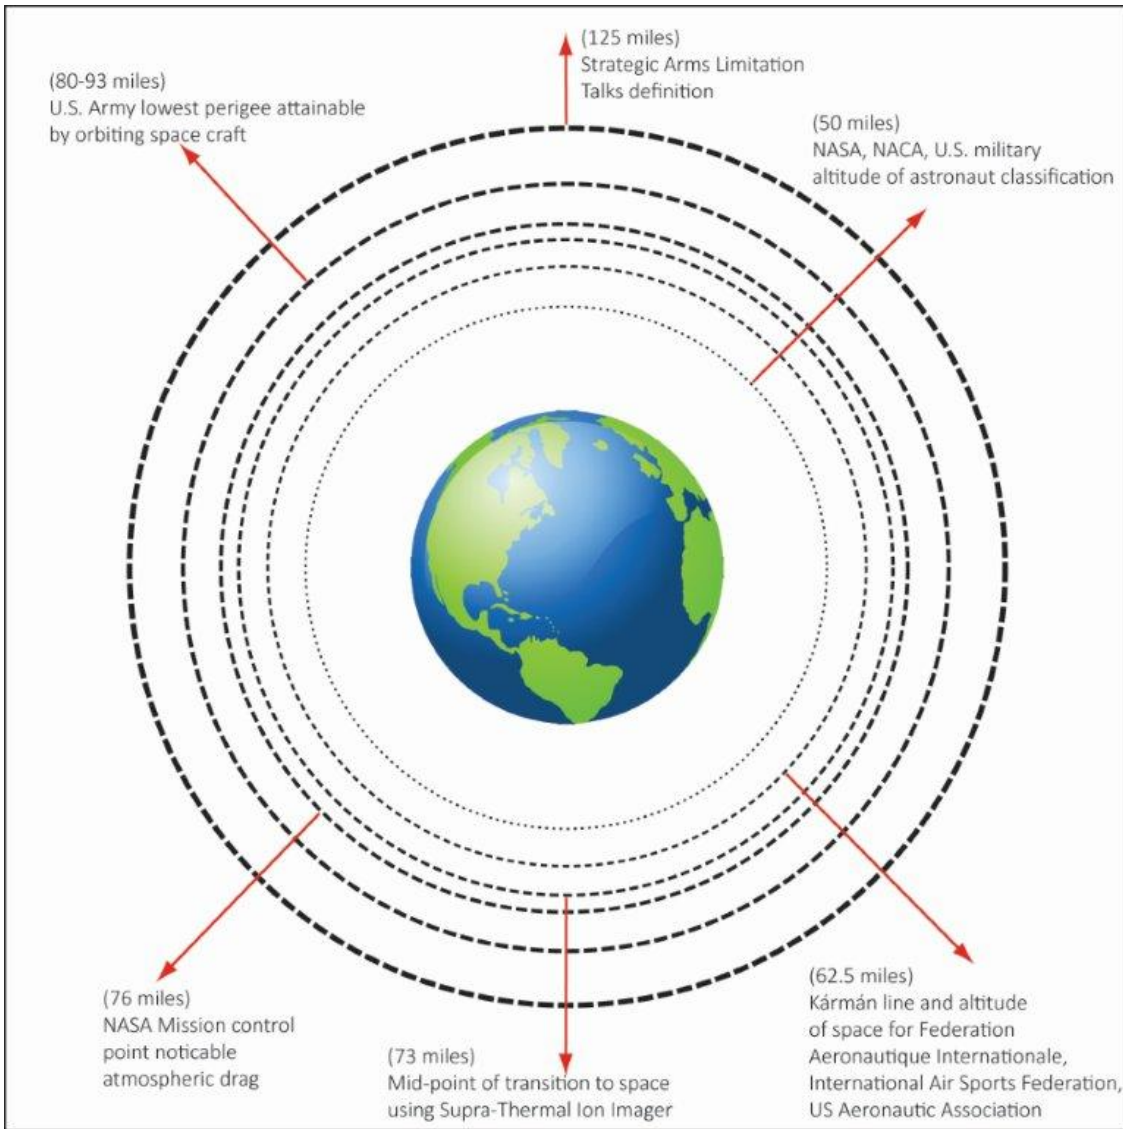 (125 miles)
Strategic Arms Limitation
Talks definition
(80-93 miles)
U.S. Army lowest perigee attainable
by orbiting space craft
(50 miles)
NASA, NACA, U.S. military
altitude of astronaut classification
(62.5 miles)
Kármán line and altitude
of space for Federation
Aeronautique Internationale,
International Air Sports Federation,
US Aeronautic Association
(76 miles)
NASA Mission control
point noticable
atmospheric drag
(73 miles)
Mid-point of transition to space
using Supra-Thermal Ion Imager